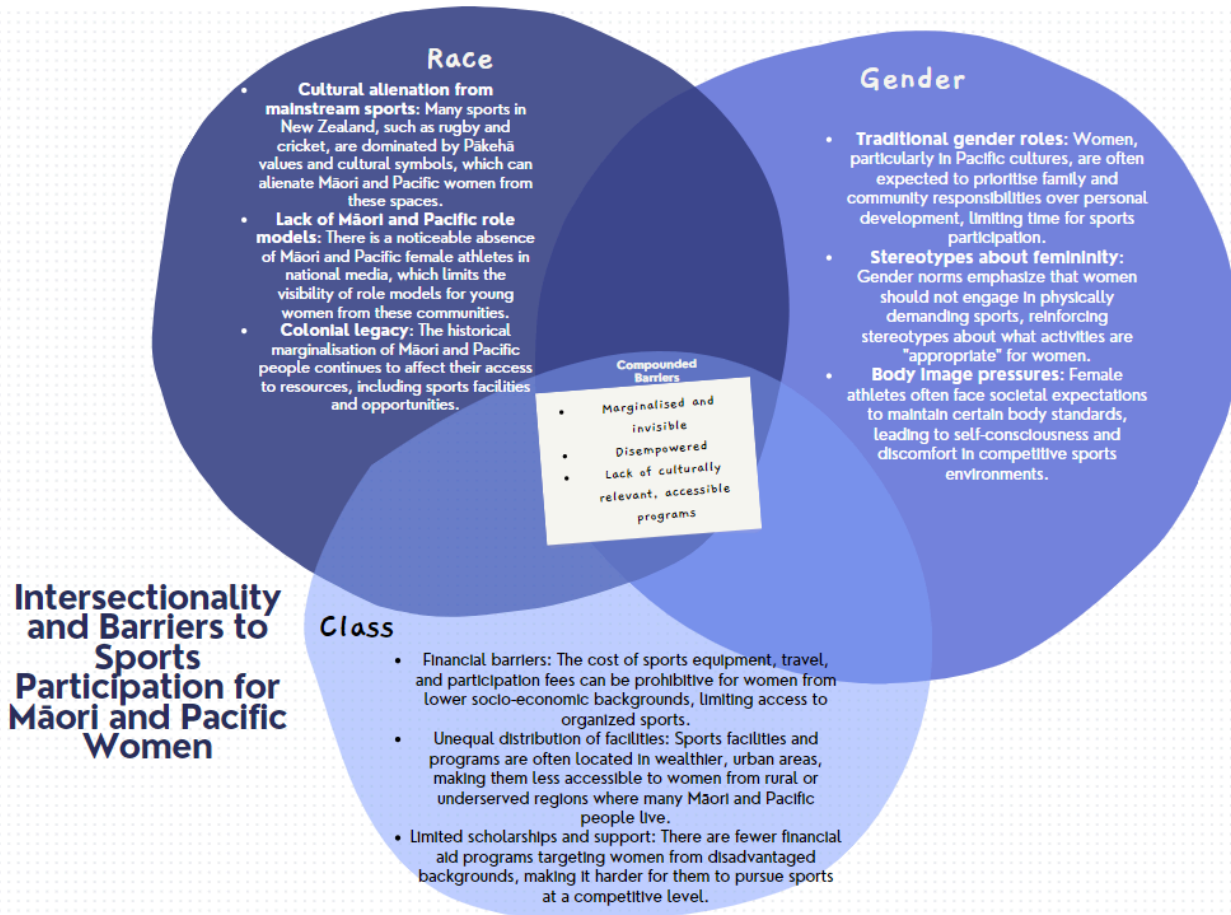 Race
• Cultural alienation from
mainstream sports: Many sports in
New Zealand, such as rugby and
cricket, are dominated by Pākehā
values and cultural symbols, which can
alienate Māori and Pacific women from
these spaces.
• Lack of Māori and Pacific role
models: There is a noticeable absence
of Māori and Pacific female athletes in
national media, which limits the
visibility of role models for young
women from these communities.
• Colonial legacy: The historical
marginalisation of Māori and Pacific
people continues to affect their access
to resources, including sports facilities
and opportunities.
Gender
• Traditional gender roles: Women,
particularly in Pacific cultures, are often
expected to prioritise family and
community responsibilities over personal
development, limiting time for sports
participation.
• Stereotypes about femininity:
Gender norms emphasize that women
should not engage in physically
demanding sports, reinforcing
stereotypes about what activities are
"appropriate" for women.
• Body image pressures: Female
athletes often face societal expectations
to maintain certain body standards,
leading to self-consciousness and
discomfort in competitive sports
environments.
Compounded
Barriers
• Marginalised and
invisible
• Disempowered
• Lack of culturally
relevant, accessible
programs
Intersectionality
and Barriers to
Sports
Participation for
Māori and Pacific
Women
Class
• Financial barriers: The cost of sports equipment, travel,
and participation fees can be prohibitive for women from
lower socio-economic backgrounds, limiting access to
organized sports.
• Unequal distribution of facilities: Sports facilities and
programs are often located in wealthier, urban areas,
making them less accessible to women from rural or
underserved regions where many Māori and Pacific
people live.
• Limited scholarships and support: There are fewer financial
aid programs targeting women from disadvantaged
backgrounds, making it harder for them to pursue sports
at a competitive level.